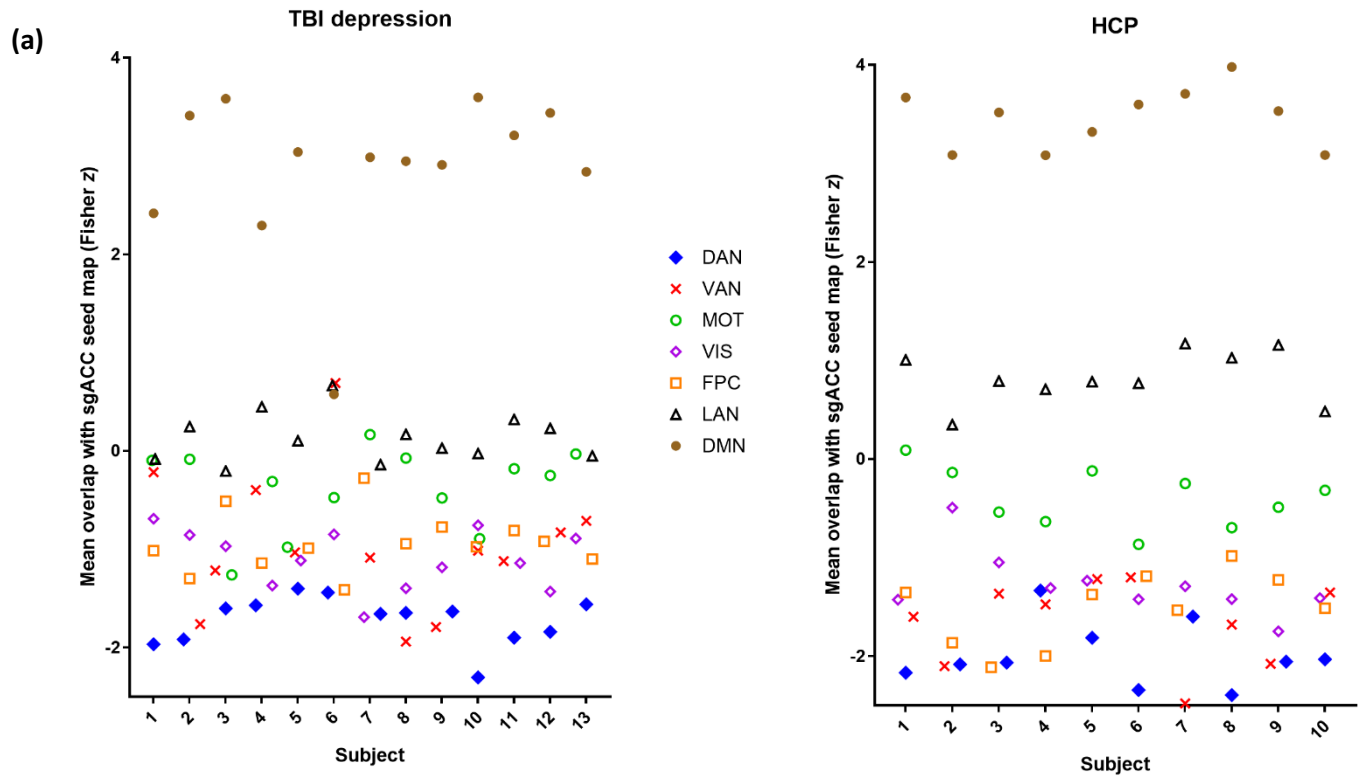 (a)
TBI depression
Mean overlap with sgACC seed map (Fisher z)
4
2
0
-2
1 2 3 4 5 6 7 8 9 10 11 12 13
Subject
DAN
VAN
MOT
VIS
FPC
LAN
DMN
HCP
Mean overlap with sgACC seed map (Fisher z)
4
2
0
-2
1 2 3 4 5 6 7 8 9 10
Subject